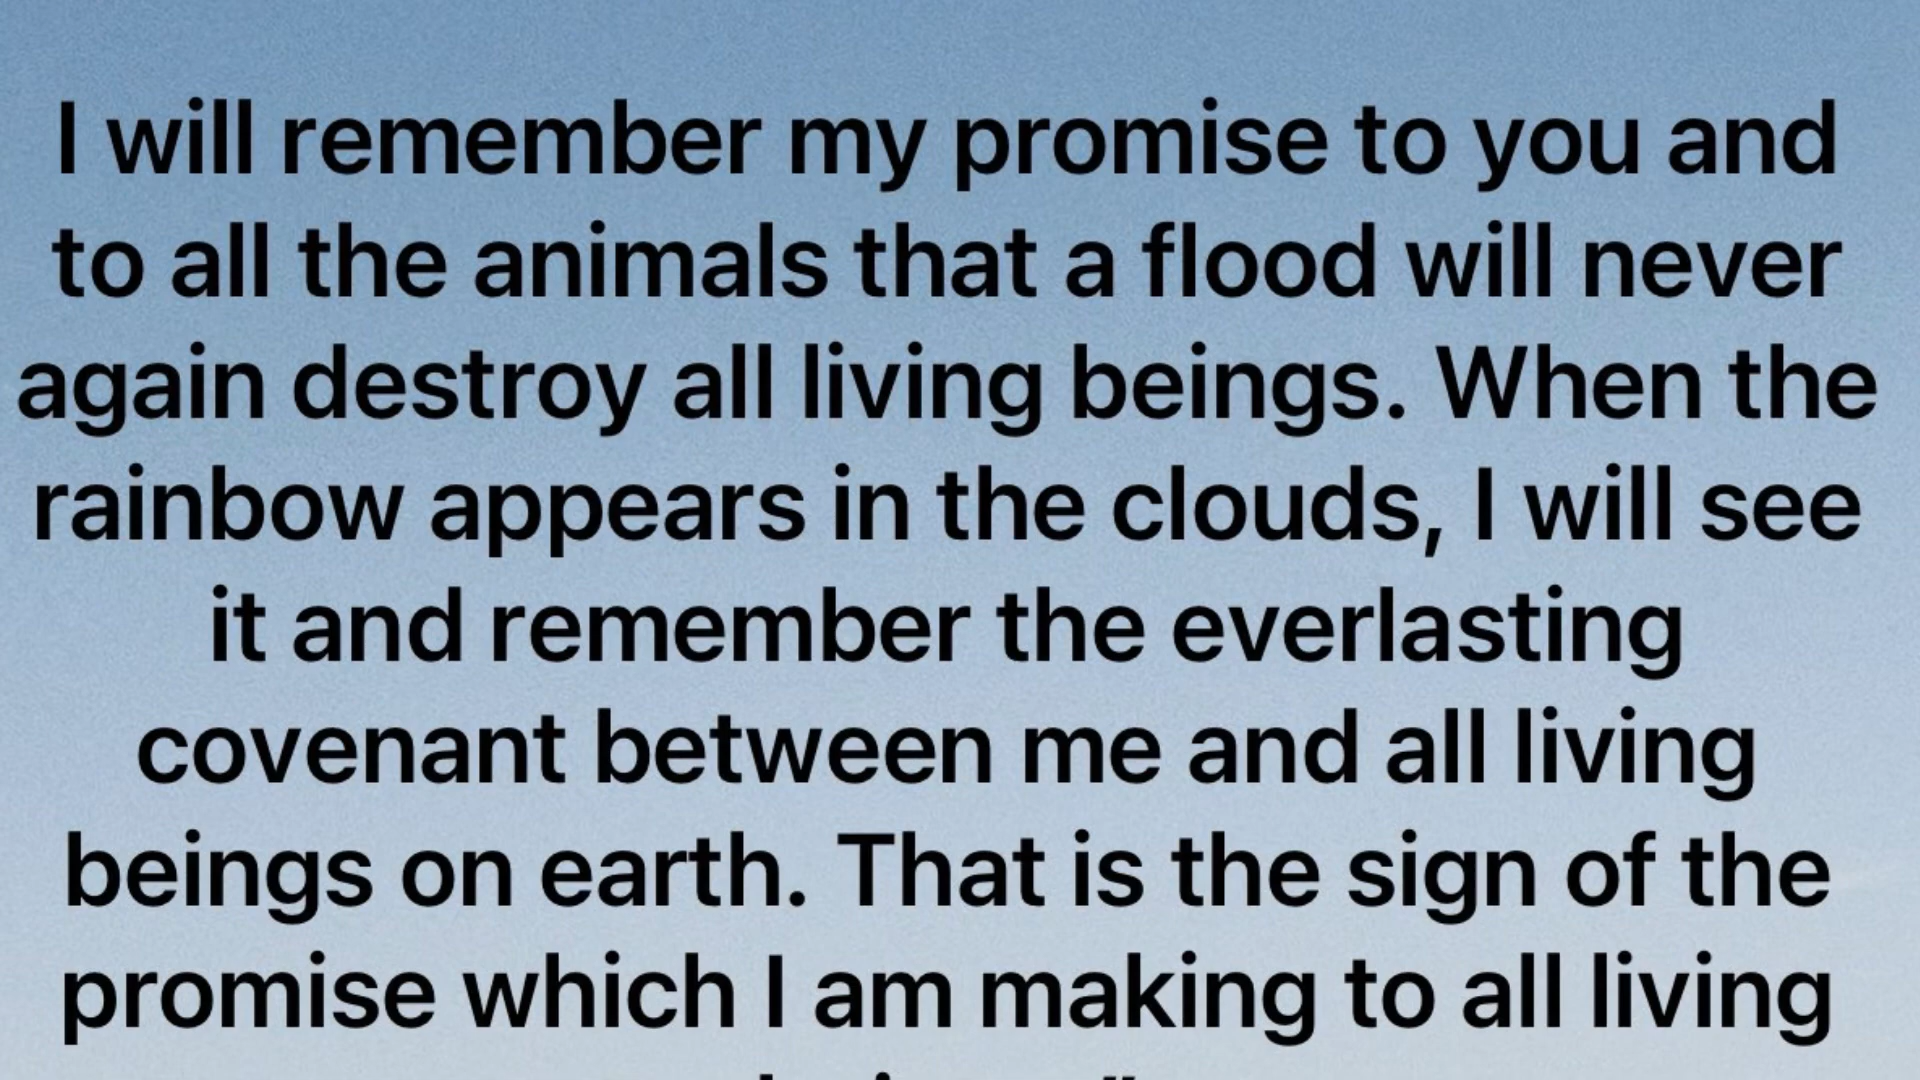 I will remember my promise to you and
to all the animals that a flood will never
again destroy all living beings. When the
rainbow appears in the clouds, I will see
it and remember the everlasting
covenant between me and all living
beings on earth. That is the sign of the
promise which I am making to all living